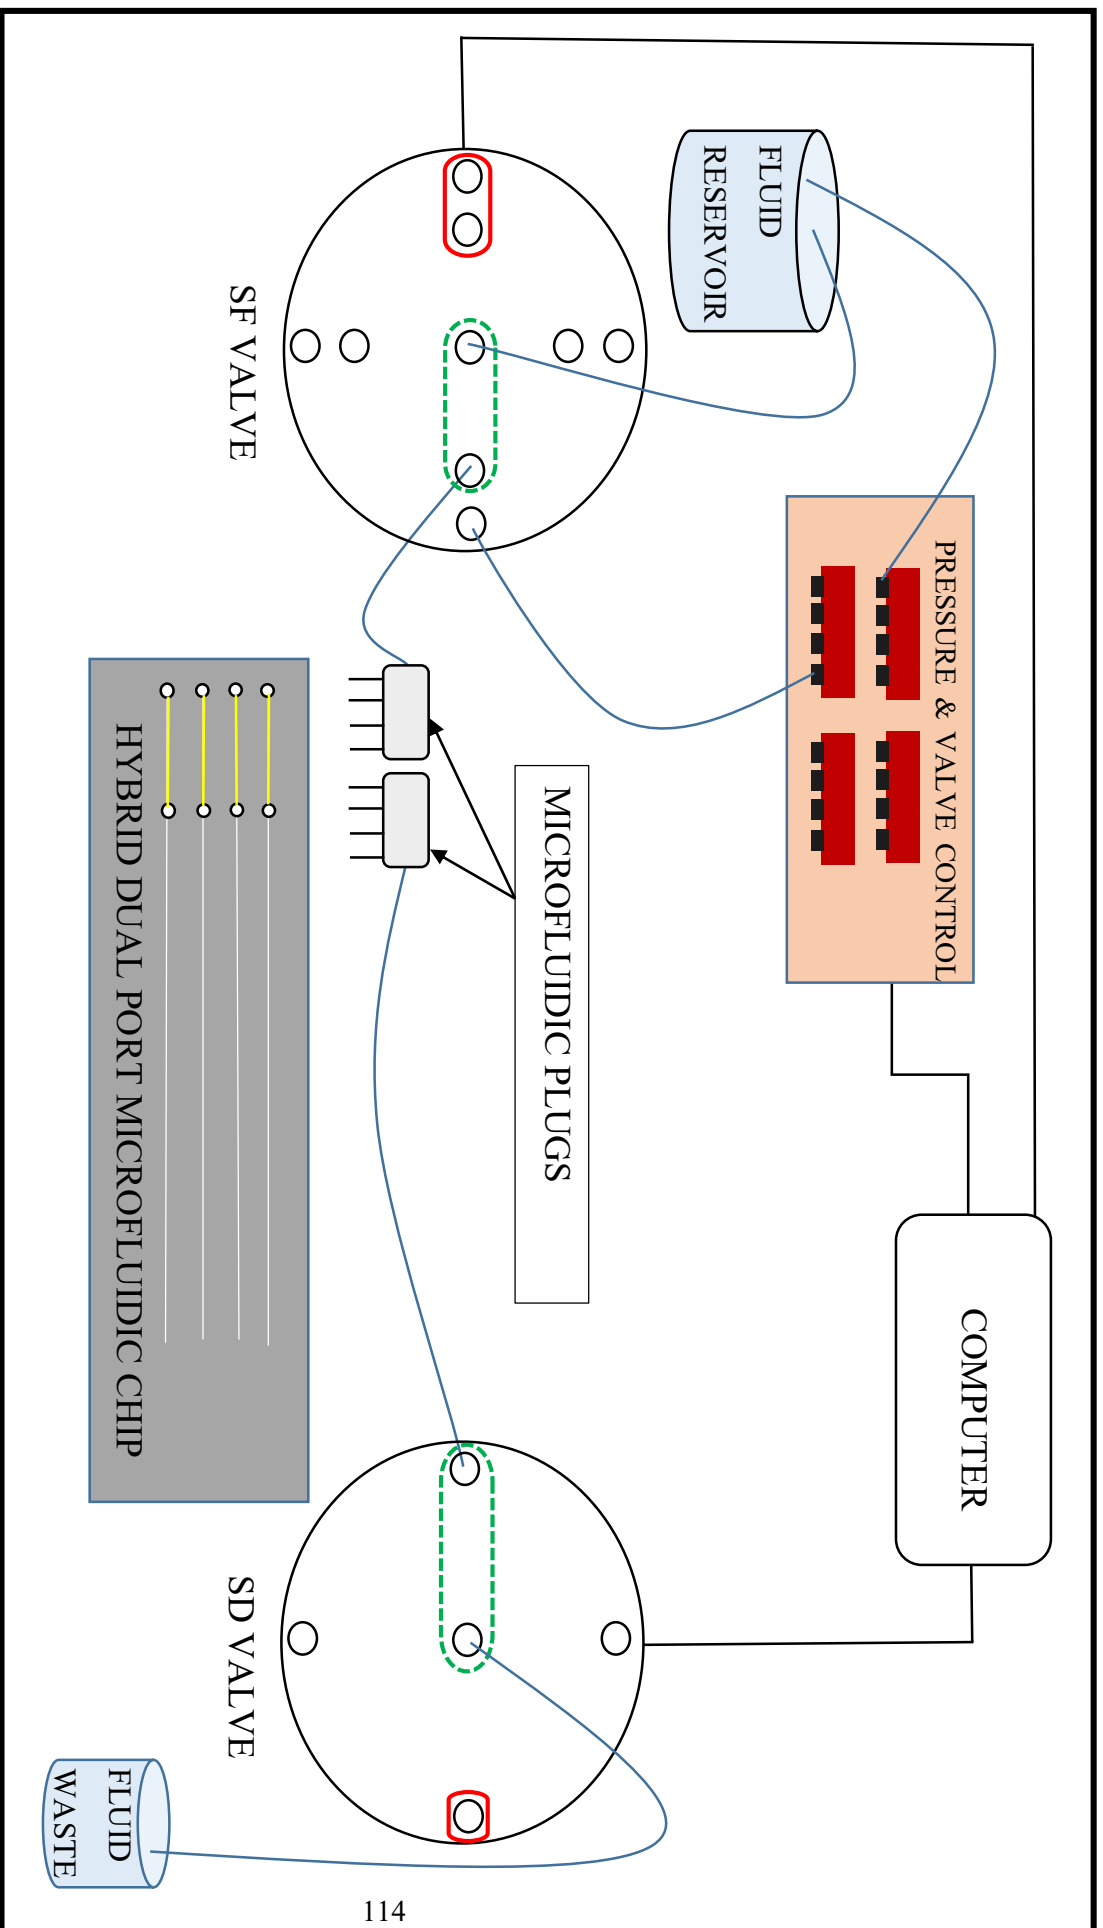 COMPUTER
PRESSURE & VALVE CONTROL
FLUID
RESERVOIR
MICROFLUIDIC PLUGS
SF VALVE
SD VALVE
HYBRID DUAL PORT MICROFLUIDIC CHIP
FLUID
WASTE
114